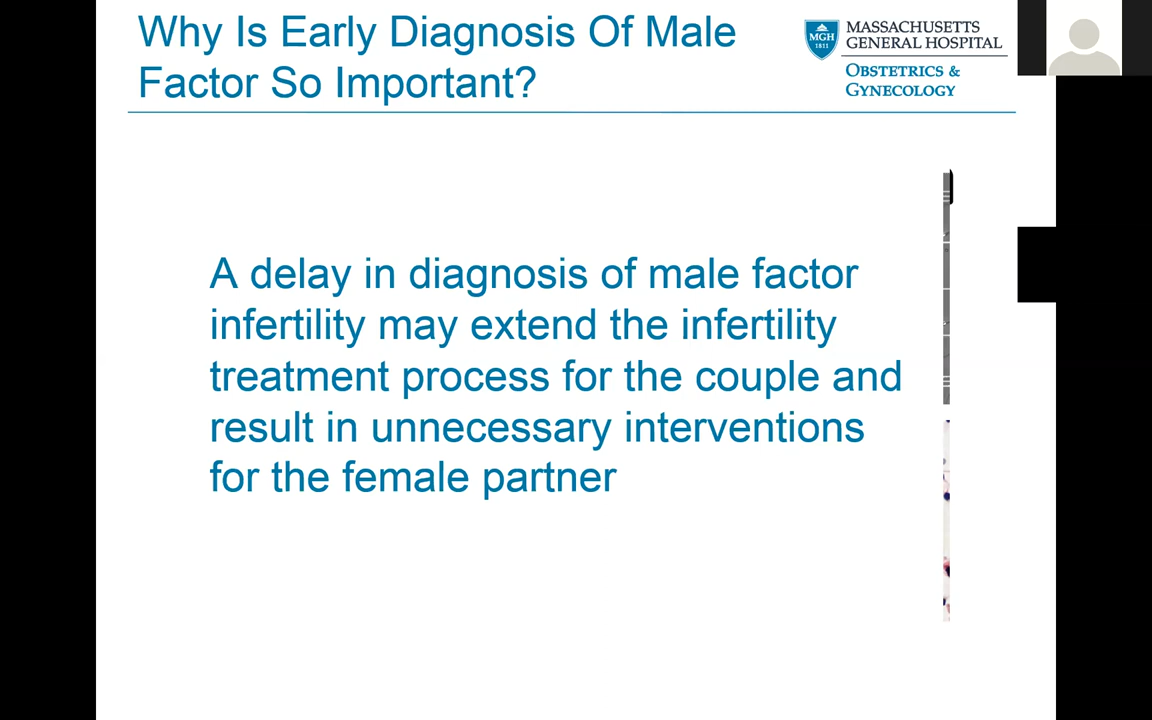 Why Is Early Diagnosis Of Male
Factor So Important?
MGH
1811
MASSACHUSETTS
GENERAL HOSPITAL
OBSTETRICS &
GYNECOLOGY
A delay in diagnosis of male factor
infertility may extend the infertility
treatment process for the couple and
result in unnecessary interventions
for the female partner